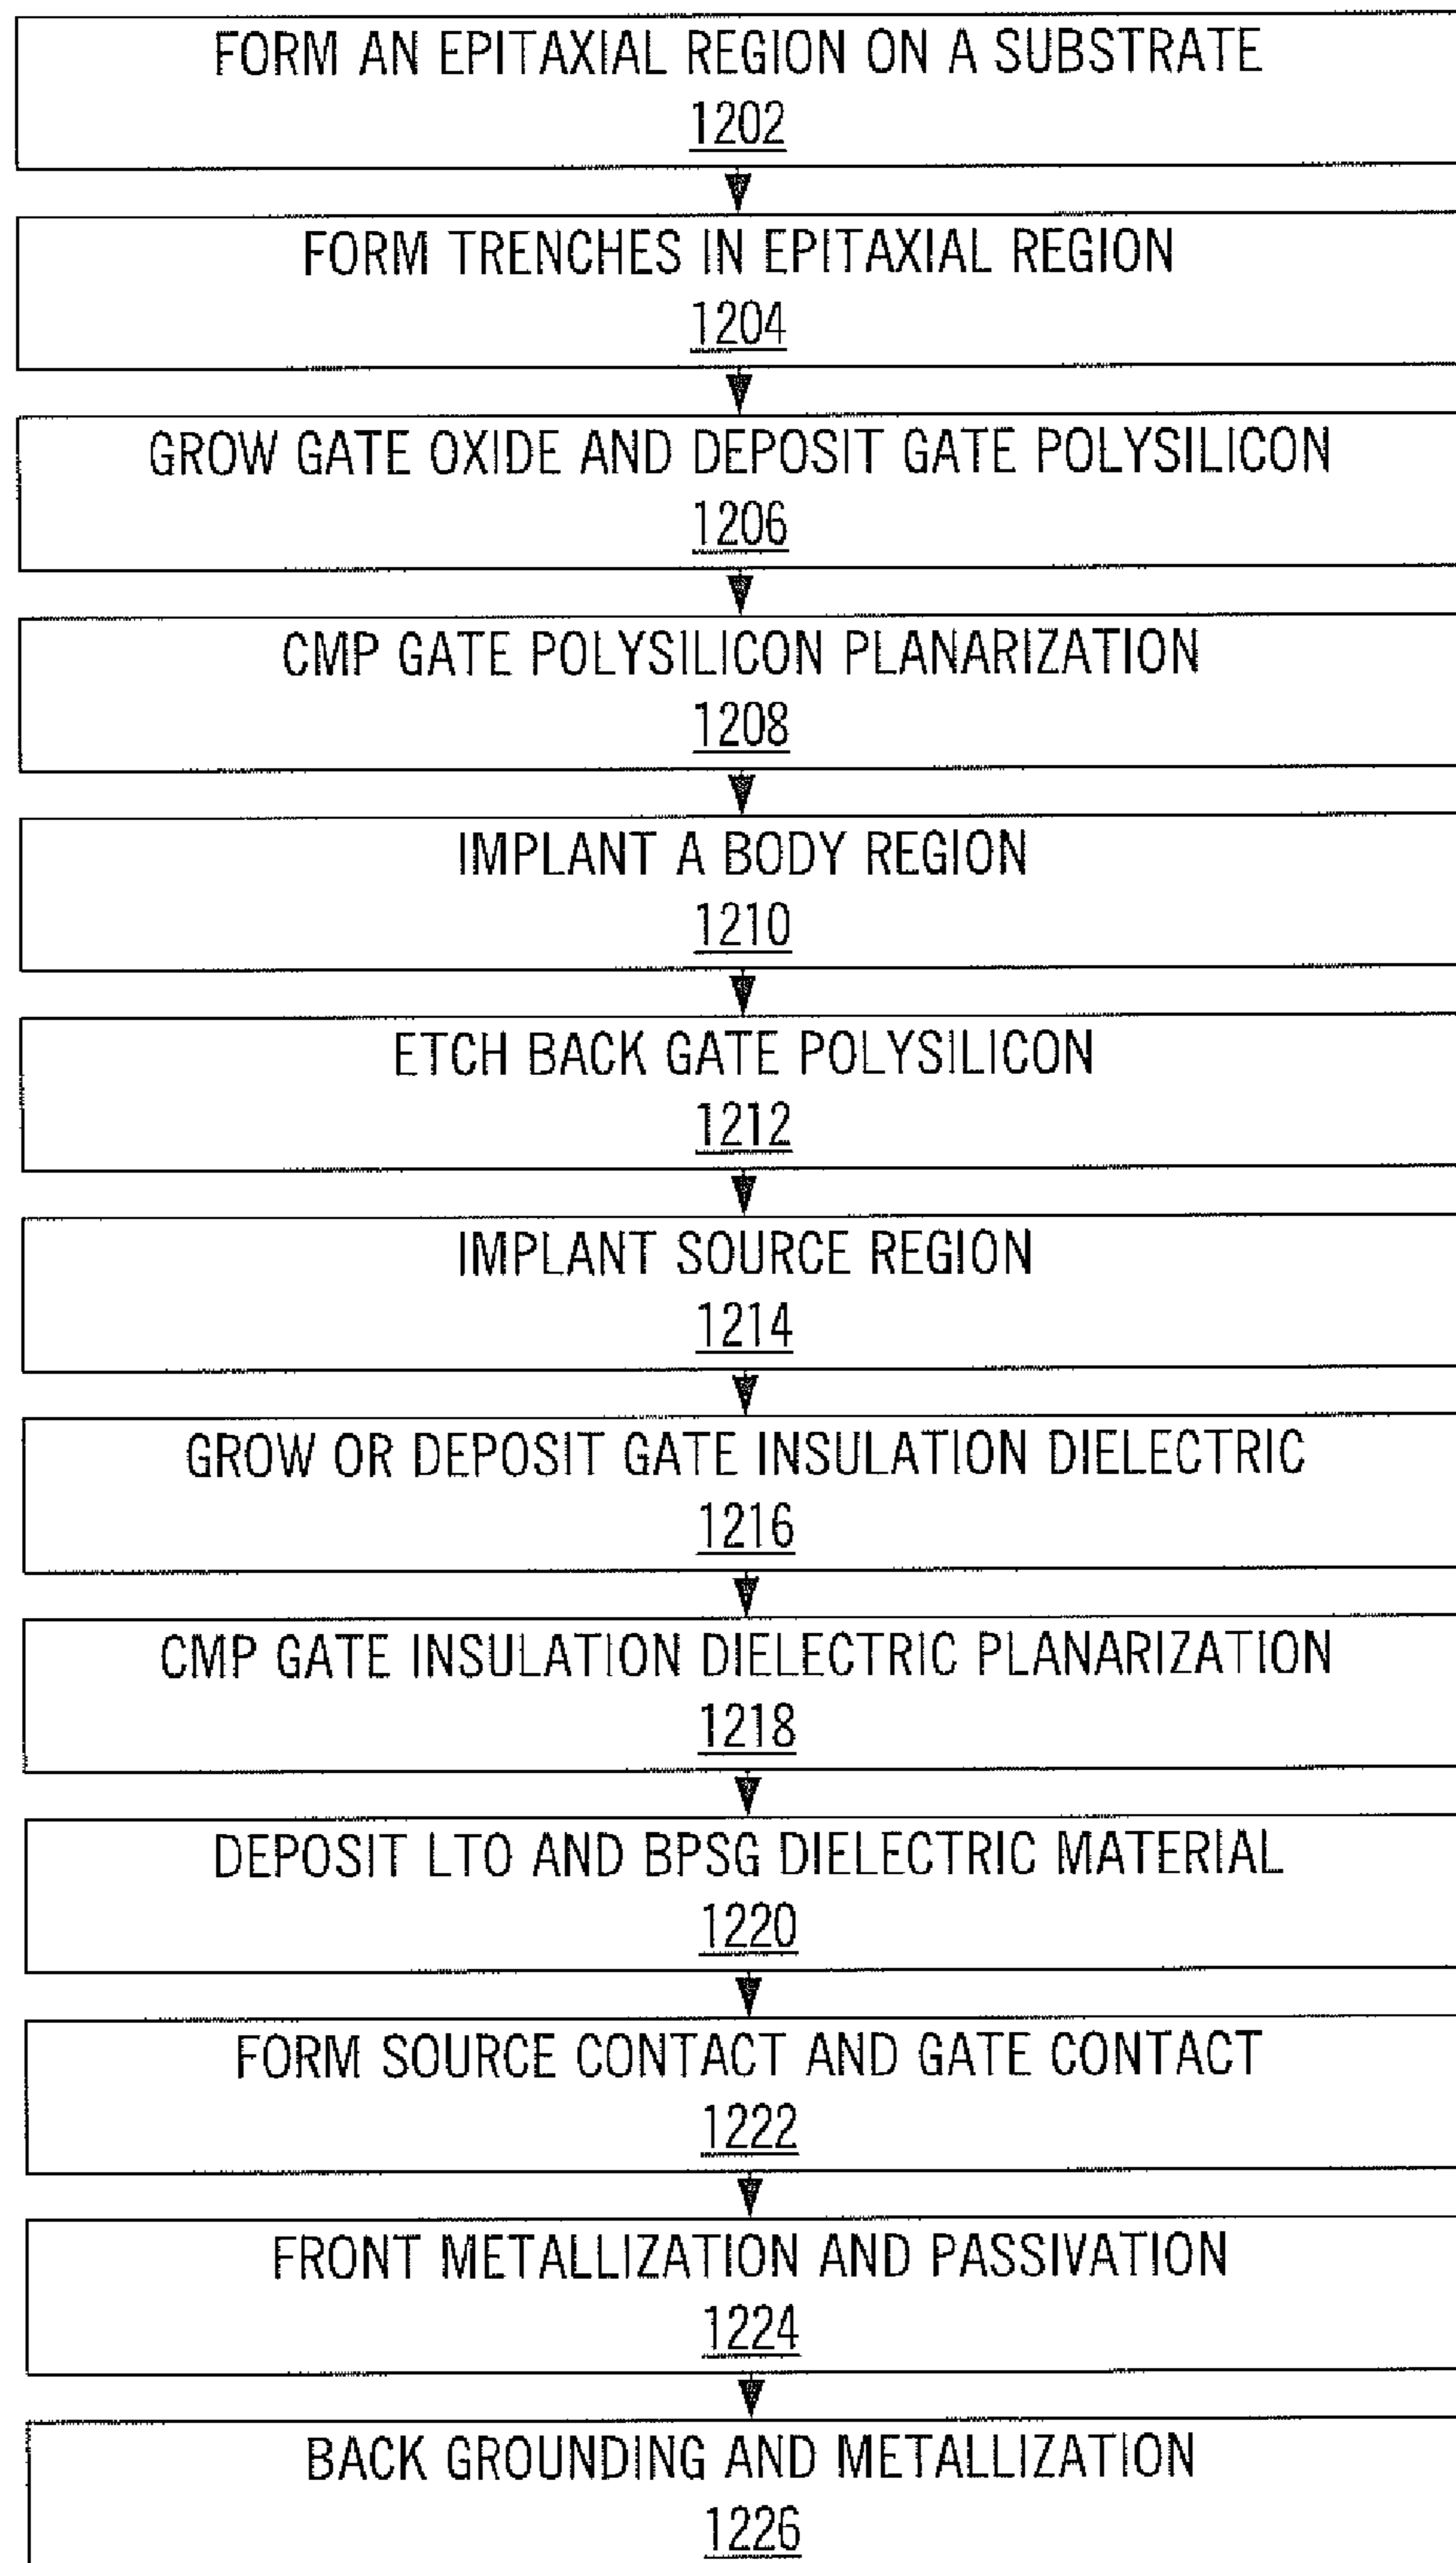 FORM AN EPITAXIAL REGION ON A SUBSTRATE
1202
FORM TRENCHES IN EPITAXIAL REGION
1204
GROW GATE OXIDE AND DEPOSIT GATE POLYSILICON
1206
CMP GATE POLYSILICON PLANARIZATION
1208
IMPLANT A BODY REGION
1210
ETCH BACK GATE POLYSILICON
1212
IMPLANT SOURCE REGION
1214
GROW OR DEPOSIT GATE INSULATION DIELECTRIC
1216
CMP GATE INSULATION DIELECTRIC PLANARIZATION
1218
DEPOSIT LTO AND BPSG DIELECTRIC MATERIAL
1220
FORM SOURCE CONTACT AND GATE CONTACT
1222
FRONT METALLIZATION AND PASSIVATION
1224
BACK GROUNDING AND METALLIZATION
1226